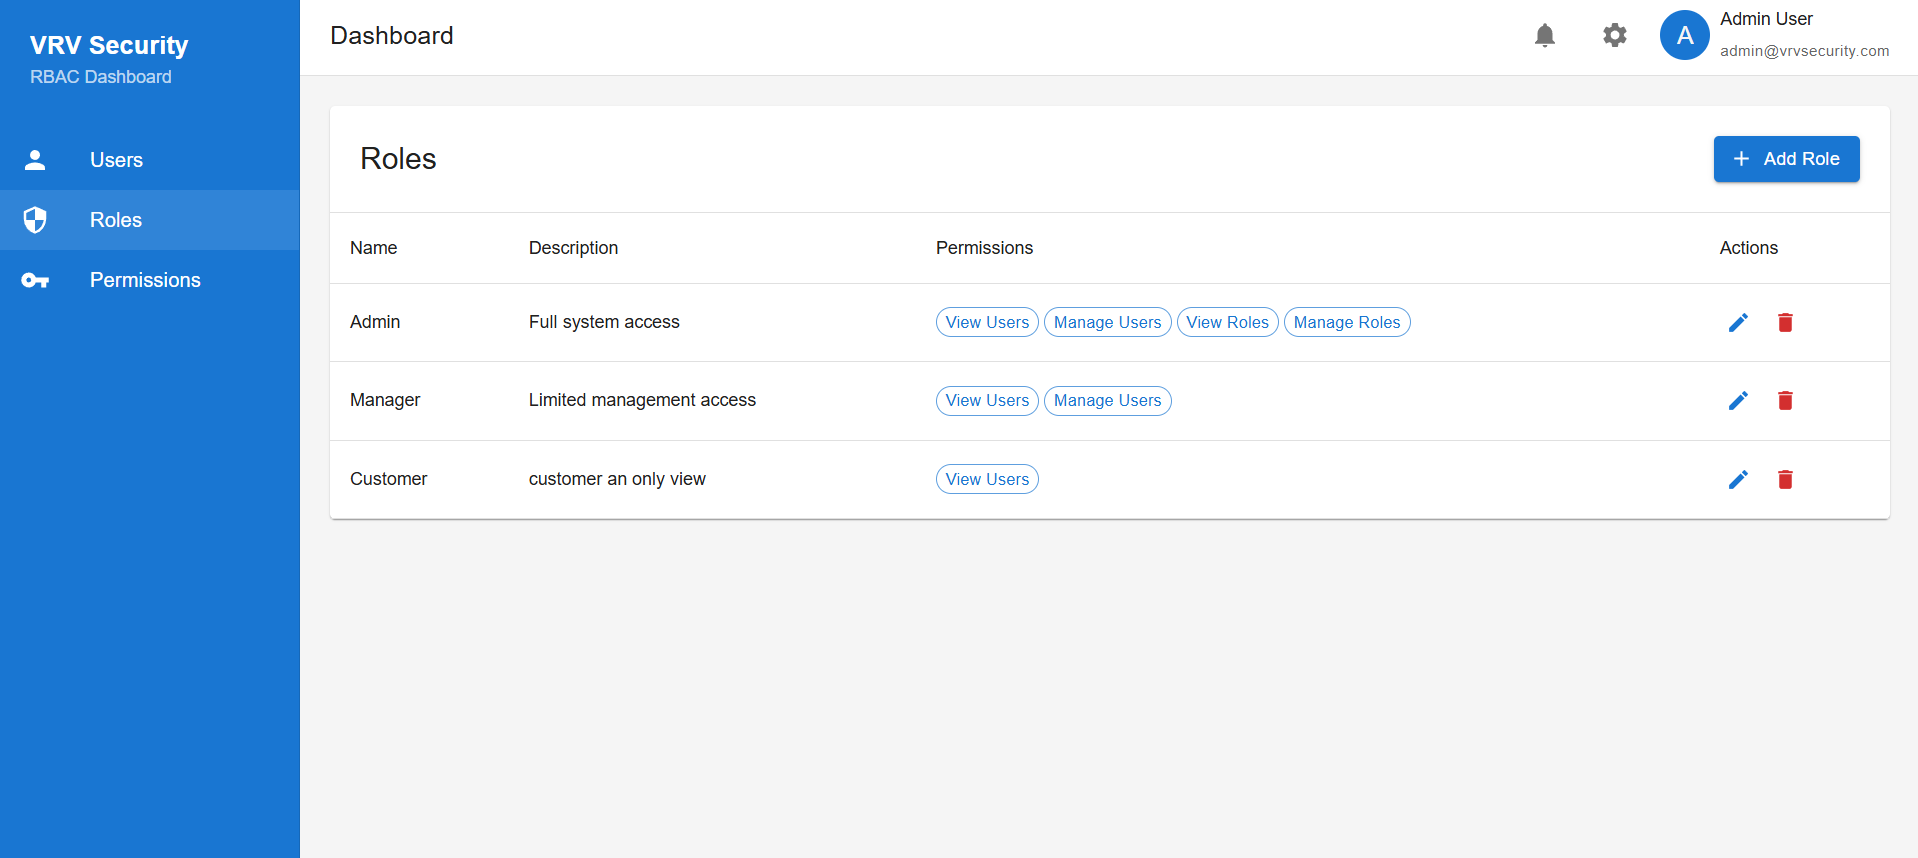 VRV Security
RBAC Dashboard
Users
Roles
Permissions
Dashboard
A
Admin User
admin@vrvsecurity.com
Roles
Add Role
Name Description Permissions Actions
Admin Full system access View Users Manage Users View Roles Manage Roles
Manager Limited management access View Users Manage Users
Customer customer an only view View Users